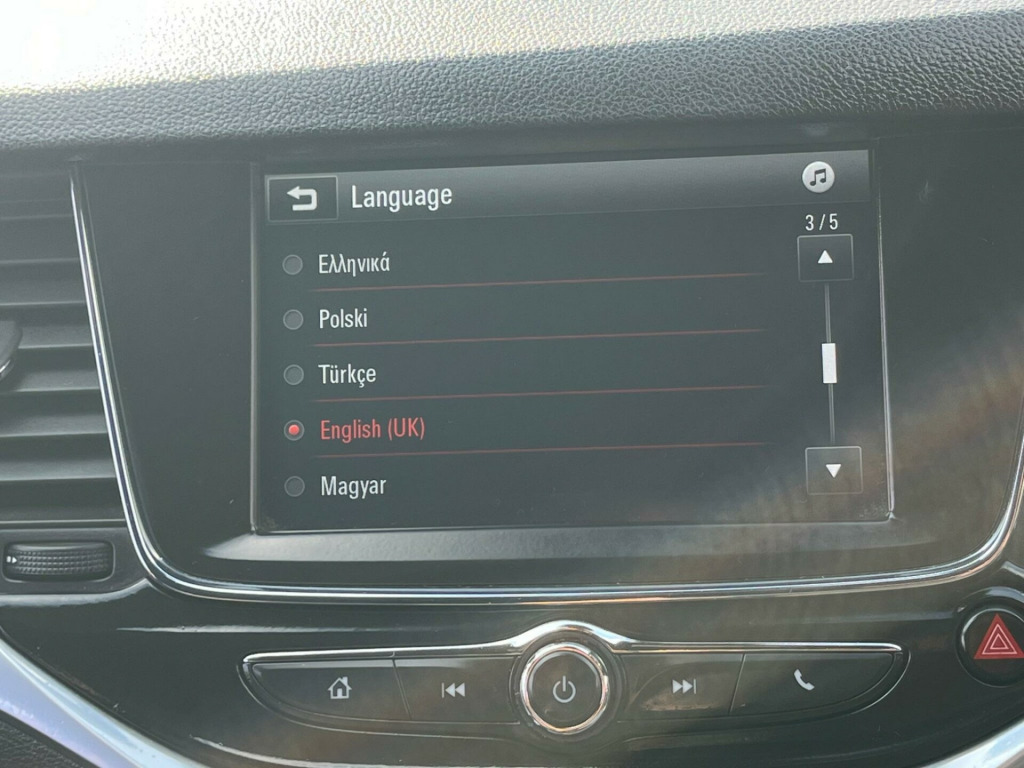 Language
3/5
Ελληνικά
Polski
Türkçe
English (UK)
Magyar